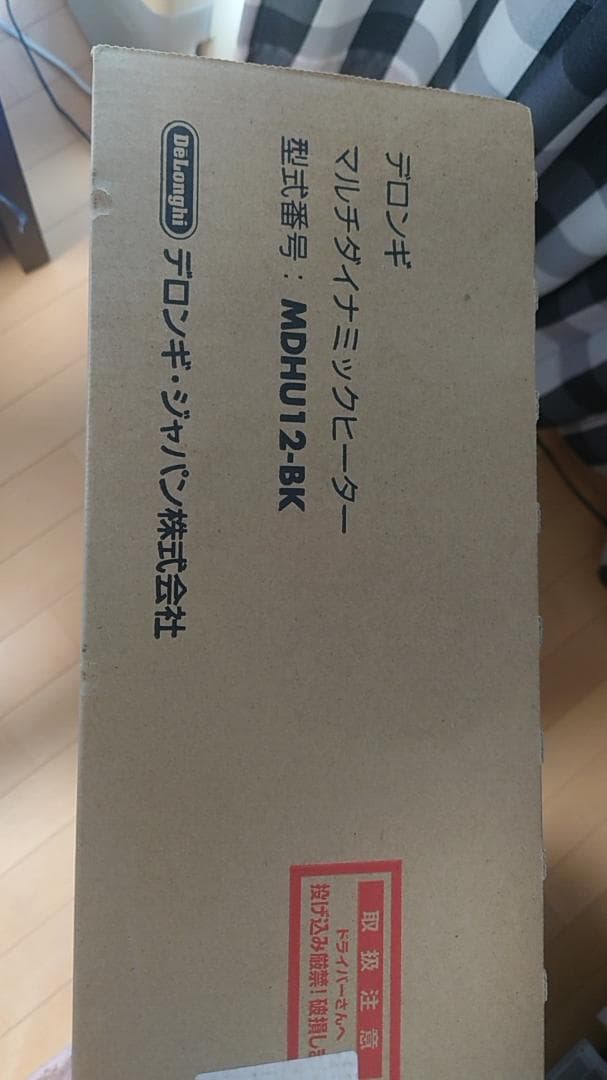 デロンギ
マルチダイナミックヒーター
型式番号：MDHU12-BK
DeLonghi デロンギ・ジャパン株式会社
取扱注意
ドライバーさんへ
投げ込み厳禁！破損し